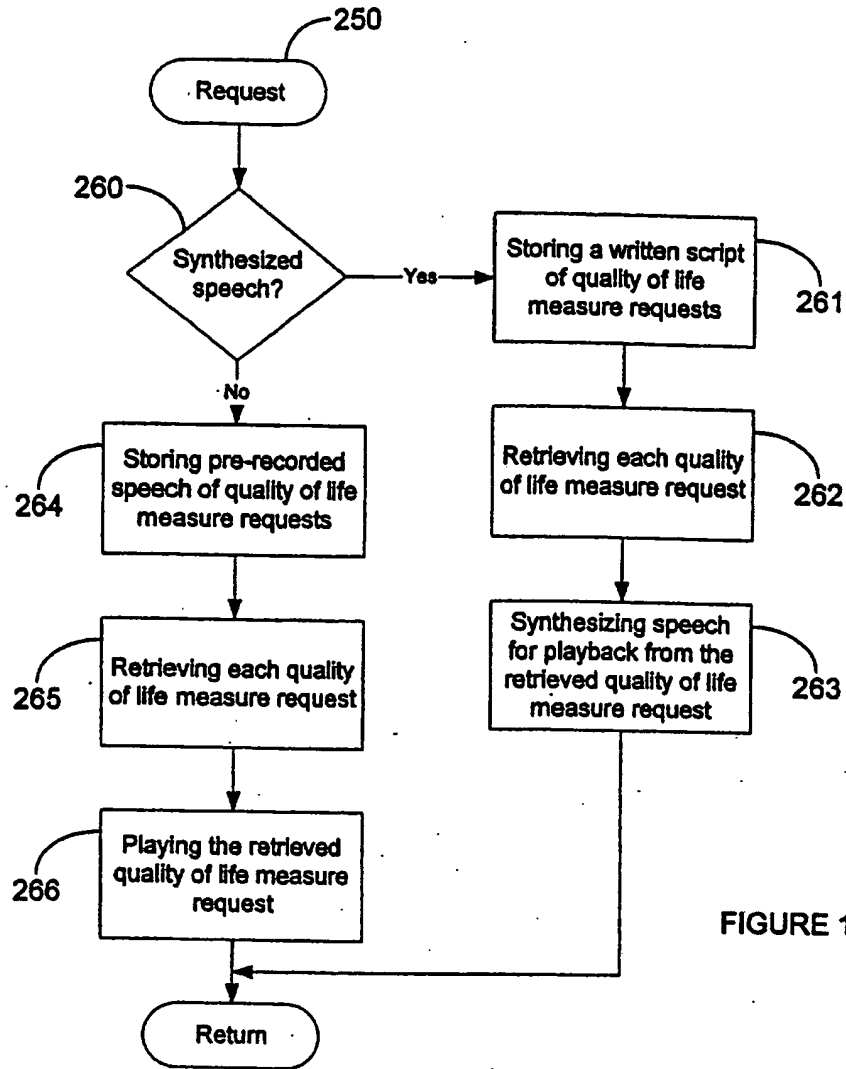 250
Request
260
Synthesized
speech?
Yes
Storing a written script
of quality of life
measure requests
261
No
264
Storing pre-recorded
speech of quality of life
measure requests
Retrieving each quality
of life measure request
262
265
Retrieving each quality
of life measure request
Synthesizing speech
for playback from the
retrieved quality of life
measure request
263
266
Playing the retrieved
quality of life measure
request
FIGURE
Return